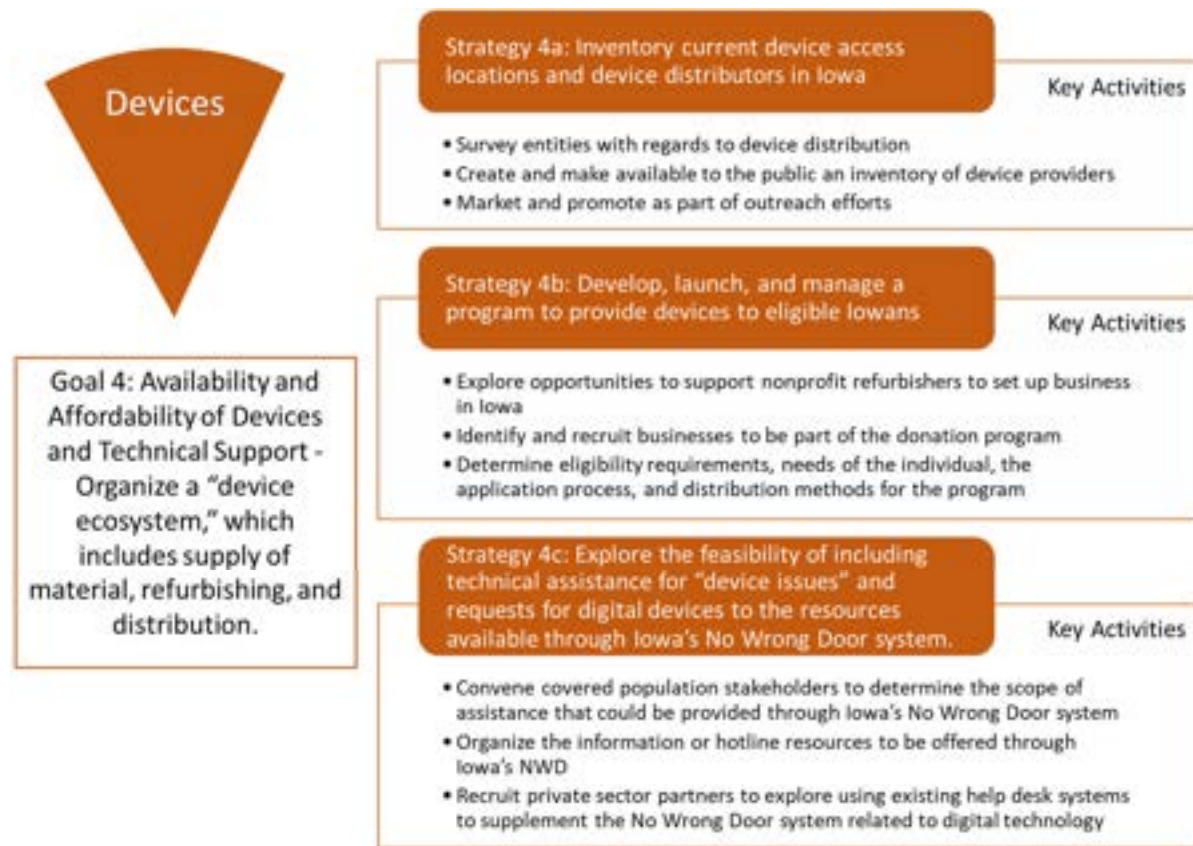 Devices
Goal 4: Availability and
Affordability of Devices
and Technical Support -
Organize a “device
ecosystem,” which
includes supply of
material, refurbishing, and
distribution.
Strategy 4a: Inventory current device access
locations and device distributors in Iowa
Key Activities
• Survey entities with regards to device distribution
• Create and make available to the public an inventory of device providers
• Market and promote as part of outreach efforts
Strategy 4b: Develop, launch, and manage a
program to provide devices to eligible Iowans
Key Activities
• Explore opportunities to support nonprofit refurbishers to set up business
in Iowa
• Identify and recruit businesses to be part of the donation program
• Determine eligibility requirements, needs of the individual, the
application process, and distribution methods for the program
Strategy 4c: Explore the feasibility of including
technical assistance for “device issues” and
requests for digital devices to the resources
available through Iowa’s No Wrong Door system.
Key Activities
• Convene covered population stakeholders to determine the scope of
assistance that could be provided through Iowa’s No Wrong Door system
• Organize the information or hotline resources to be offered through
Iowa’s NWD
• Recruit private sector partners to explore using existing help desk systems
to supplement the No Wrong Door system related to digital technology